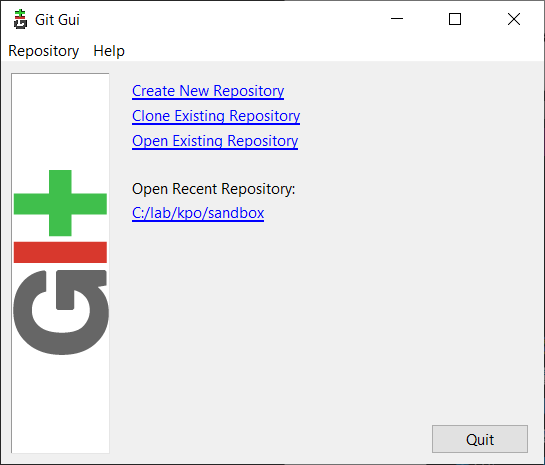 Git Gui
Repository Help
Create New Repository
Clone Existing Repository
Open Existing Repository
Open Recent Repository:
C:/lab/kpo/sandbox
Git
Quit